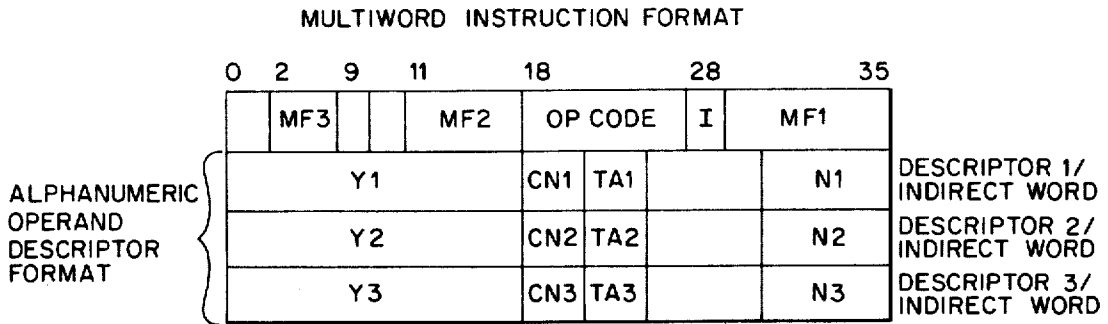 MULTIWORD INSTRUCTION FORMAT
0 2 9 11 18 28 35
MF3 MF2 OP CODE I MF1
ALPHANUMERIC
OPERAND
DESCRIPTOR
FORMAT
Y1 CN1 TA1 N1
DESCRIPTOR 1/
INDIRECT WORD
Y2 CN2 TA2 N2
DESCRIPTOR 2/
INDIRECT WORD
Y3 CN3 TA3 N3
DESCRIPTOR 3/
INDIRECT WORD